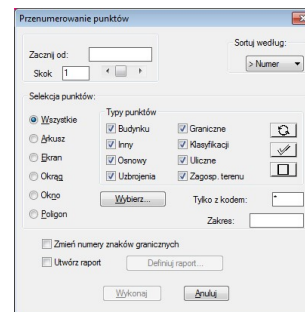 Przenumerowanie punktów
Sortuj według:
Zacznij od:
> Numer
Skok 1
Selekcja punktów:
Typy punktów
Wszystkie
Budynku
Graniczne
Arkusz
Inny
Klasyfikacji
Ekran
Osnowy
Uliczne
Okrąg
Uzbrojenia
Zagosp. terenu
Okno
Wybierz...
Tylko z kodem: *
Poligon
Zakres:
Zmień numery znaków granicznych
Utwórz raport
Definiuj raport...
Wykonaj
Anuluj